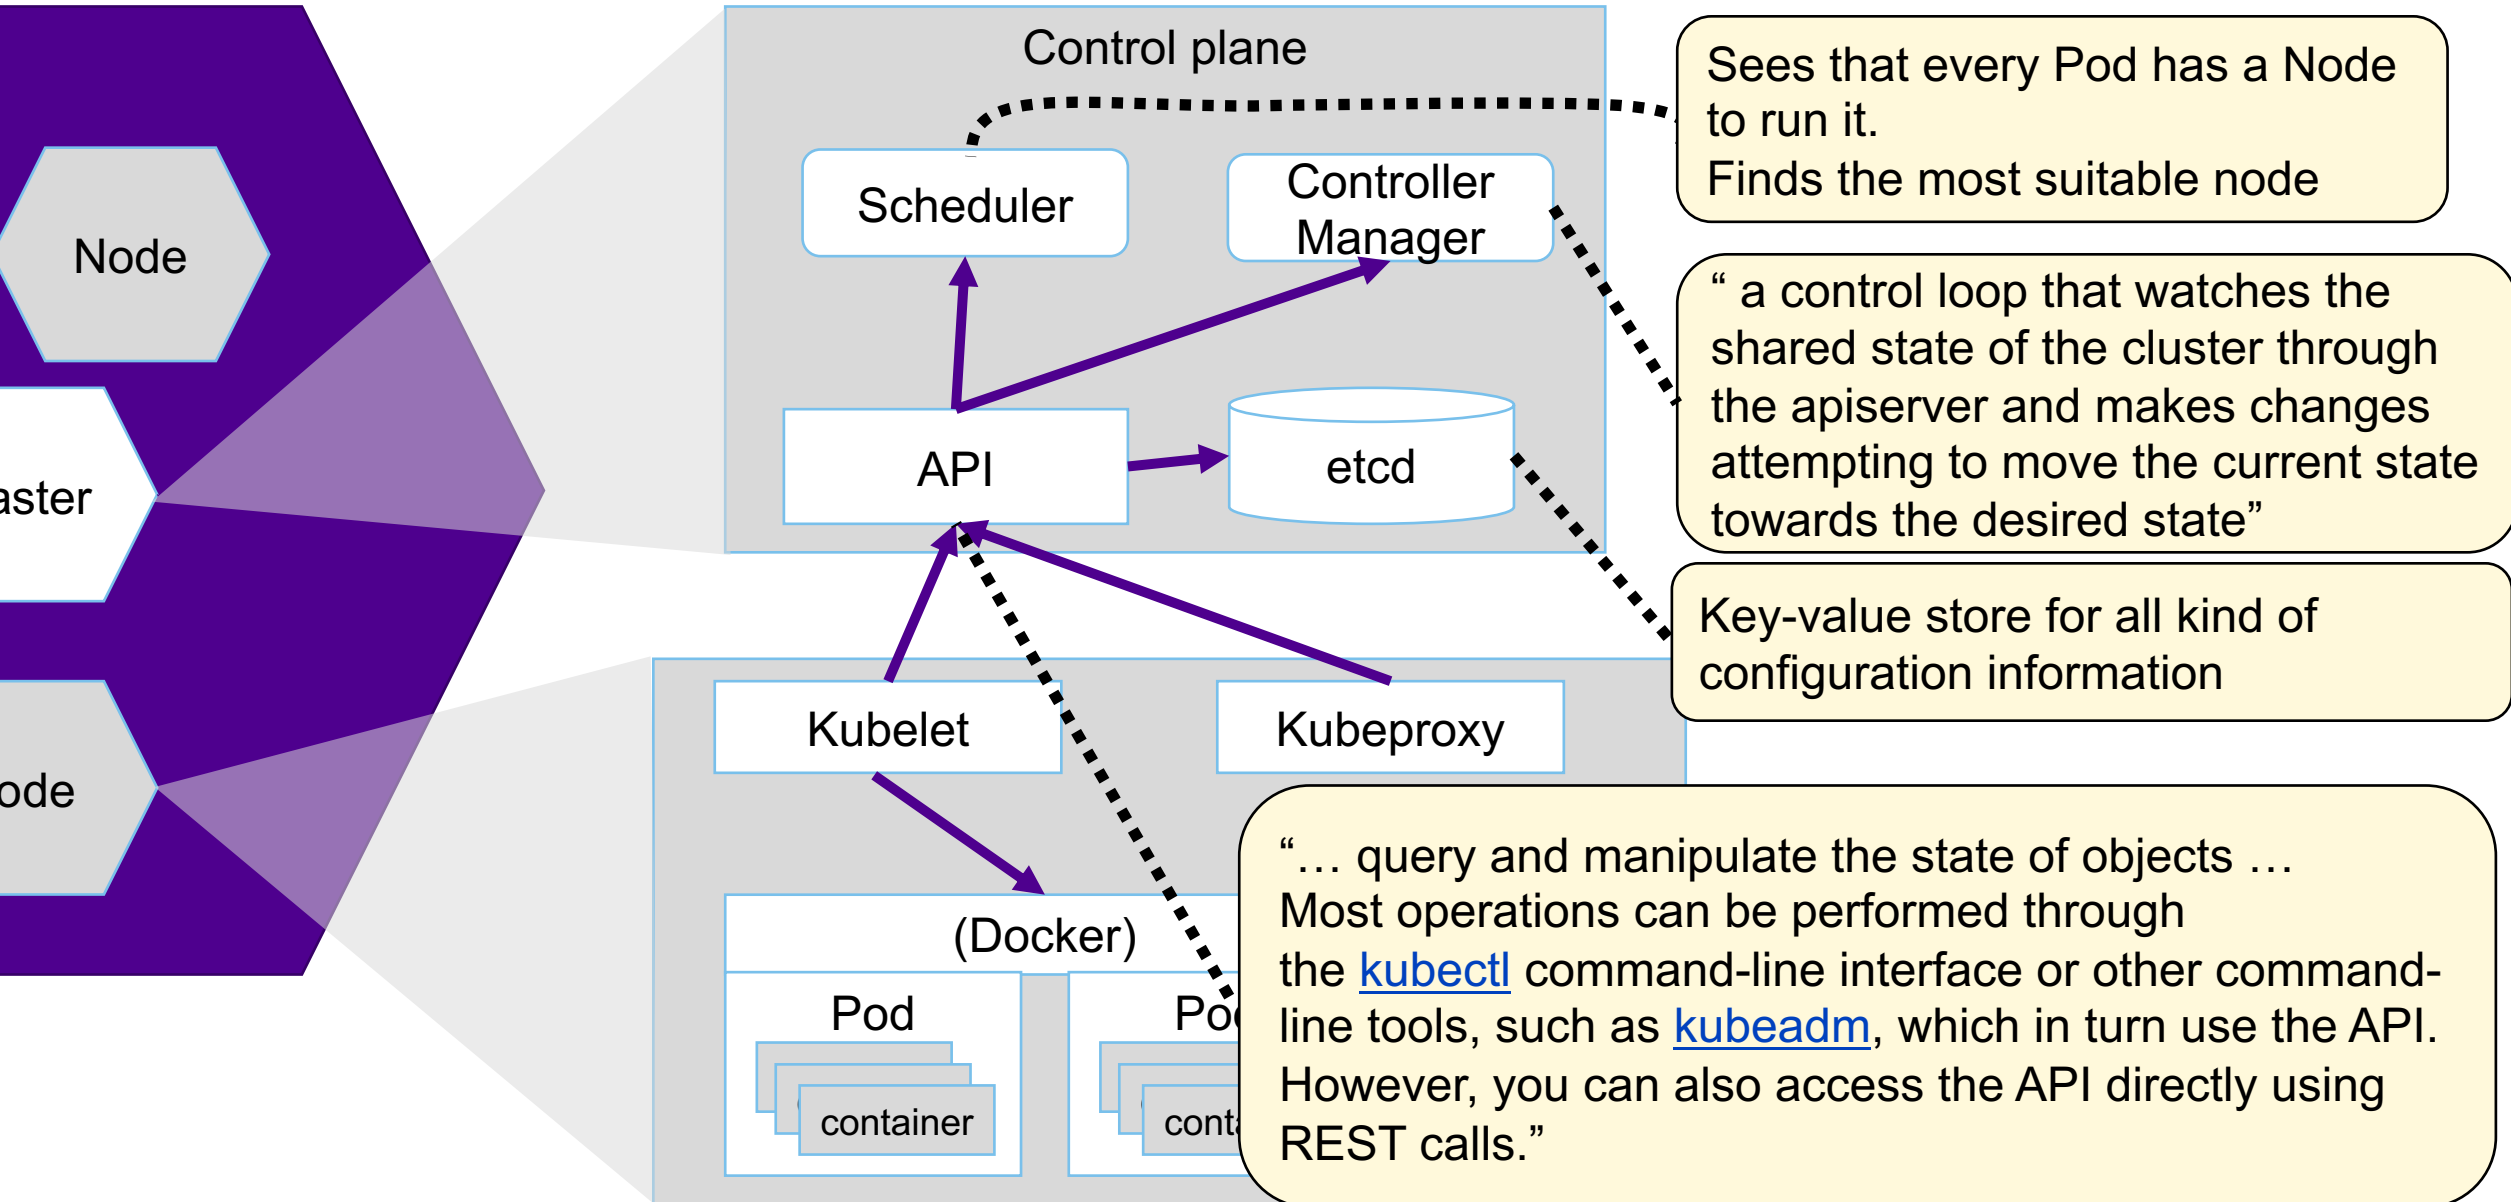 Control plane
Scheduler
Controller
Manager
API
etcd
Node
aster
ode
Kubelet
Kubeproxy
(Docker)
Pod
container
Po
cont
Sees that every Pod has a Node
to run it.
Finds the most suitable node
“ a control loop that watches the
shared state of the cluster through
the apiserver and makes changes
attempting to move the current state
towards the desired state”
Key-value store for all kind of
configuration information
“… query and manipulate the state of objects …
Most operations can be performed through
the kubectl command-line interface or other command-
line tools, such as kubeadm, which in turn use the API.
However, you can also access the API directly using
REST calls.”